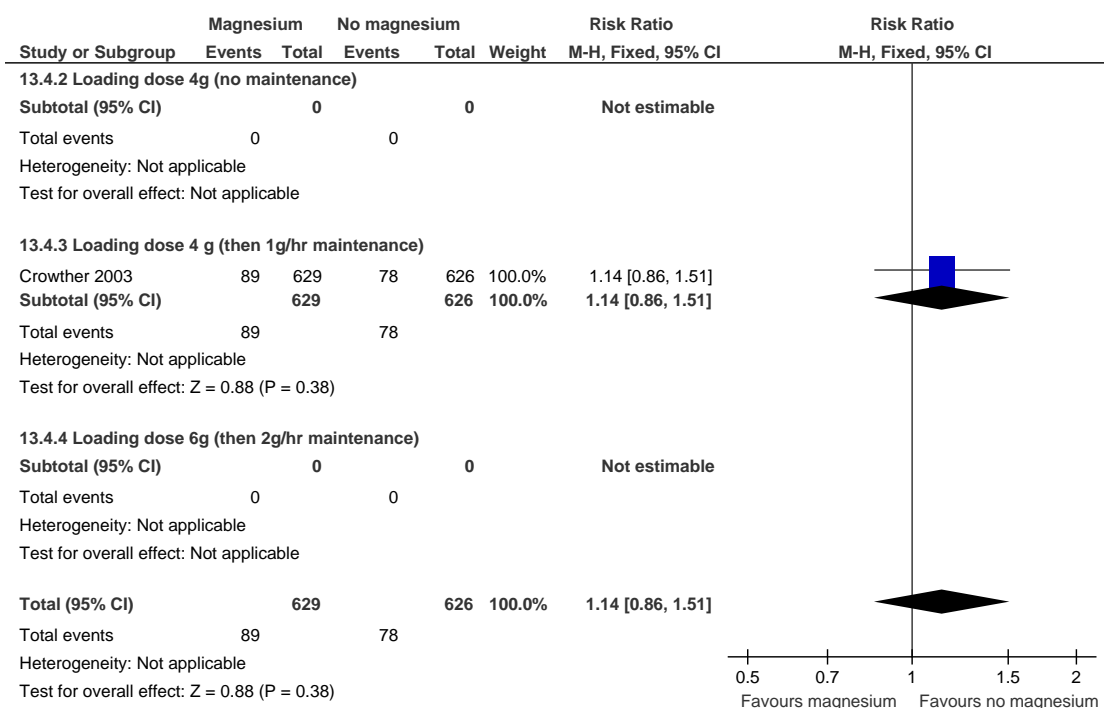 Magnesium No magnesium Risk Ratio Risk Ratio
Study or Subgroup Events Total Events Total Weight M-H, Fixed, 95% CI M-H, Fixed, 95% CI
13.4.2 Loading dose 4g (no maintenance)
Subtotal (95% CI) 0 0 Not estimable
Total events 0 0
Heterogeneity: Not applicable
Test for overall effect: Not applicable
13.4.3 Loading dose 4 g (then 1g/hr maintenance)
Crowther 2003 89 629 78 626 100.0% 1.14 [0.86, 1.51]
Subtotal (95% CI) 629 626 100.0% 1.14 [0.86, 1.51]
Total events 89 78
Heterogeneity: Not applicable
Test for overall effect: Z = 0.88 (P = 0.38)
13.4.4 Loading dose 6g (then 2g/hr maintenance)
Subtotal (95% CI) 0 0 Not estimable
Total events 0 0
Heterogeneity: Not applicable
Test for overall effect: Not applicable
Total (95% CI) 629 626 100.0% 1.14 [0.86, 1.51]
Total events 89 78
Heterogeneity: Not applicable
Test for overall effect: Z = 0.88 (P = 0.38)
0.5 0.7 1 1.5 2
Favours magnesium Favours no magnesium